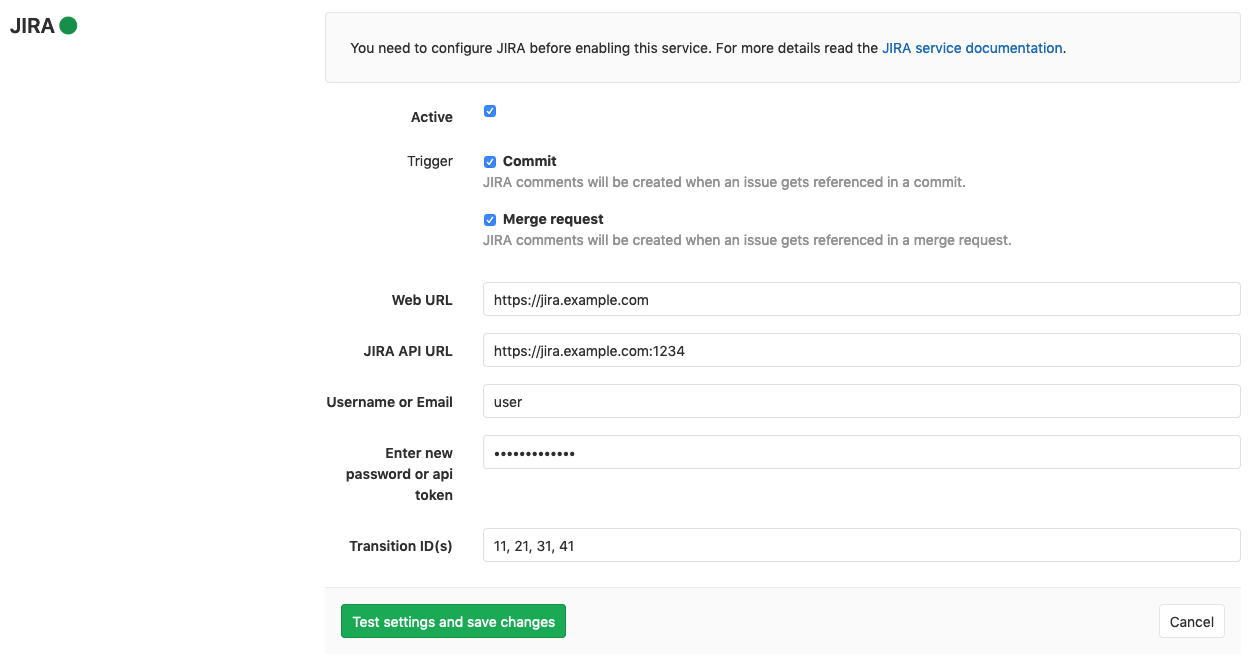 JIRA
You need to configure JIRA before enabling this service. For more details read the JIRA service documentation.
Active
Trigger
Commit
JIRA comments will be created when an issue gets referenced in a commit.
Merge request
JIRA comments will be created when an issue gets referenced in a merge request.
Web URL
https://jira.example.com
JIRA API URL
https://jira.example.com:1234
Username or Email
user
Enter new
password or api
token
•••••••••••••
Transition ID(s)
11, 21, 31, 41
Test settings and save changes
Cancel